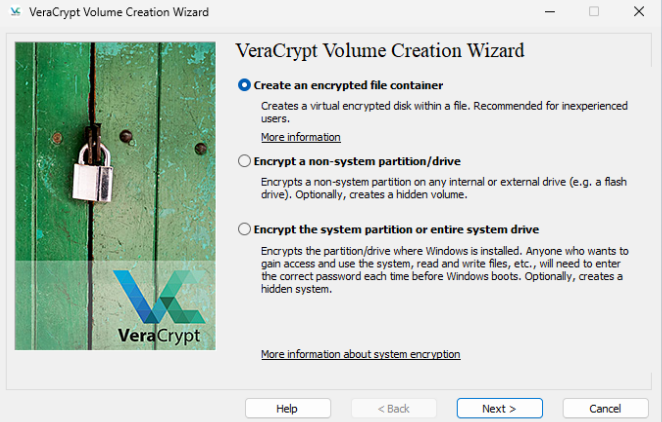 VeraCrypt Volume Creation Wizard
VeraCrypt Volume Creation Wizard
Create an encrypted file container
Creates a virtual encrypted disk within a file. Recommended for inexperienced
users.
More information
Encrypt a non-system partition/drive
Encrypts a non-system partition on any internal or external drive (e.g. a flash
drive). Optionally, creates a hidden volume.
Encrypt the system partition or entire system drive
Encrypts the partition/drive where Windows is installed. Anyone who wants to
gain access and use the system, read and write files, etc., will need to enter
the correct password each time before Windows boots. Optionally, creates a
hidden system.
VeraCrypt
More information about system encryption
Help
< Back
Next >
Cancel